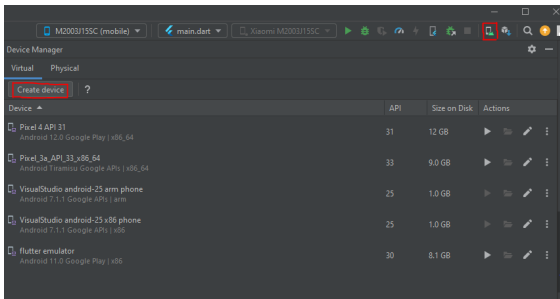 M2003J15SC (mobile)
main.dart
Xiaomi M2003J15SC
Device Manager
Virtual
Physical
Create device
?
Device
API
Size on Disk
Actions
Pixel 4 API 31
Android 12.0 Google Play | x86_64
31
12 GB
Pixel_3a_API_33_x86_64
Android Tiramisu Google APIs | x86_64
33
9.0 GB
VisualStudio android-25 arm phone
Android 7.1.1 Google APIs | arm
25
1.0 GB
VisualStudio android-25 x86 phone
Android 7.1.1 Google APIs | x86
25
1.0 GB
flutter emulator
Android 11.0 Google Play | x86
30
8.1 GB